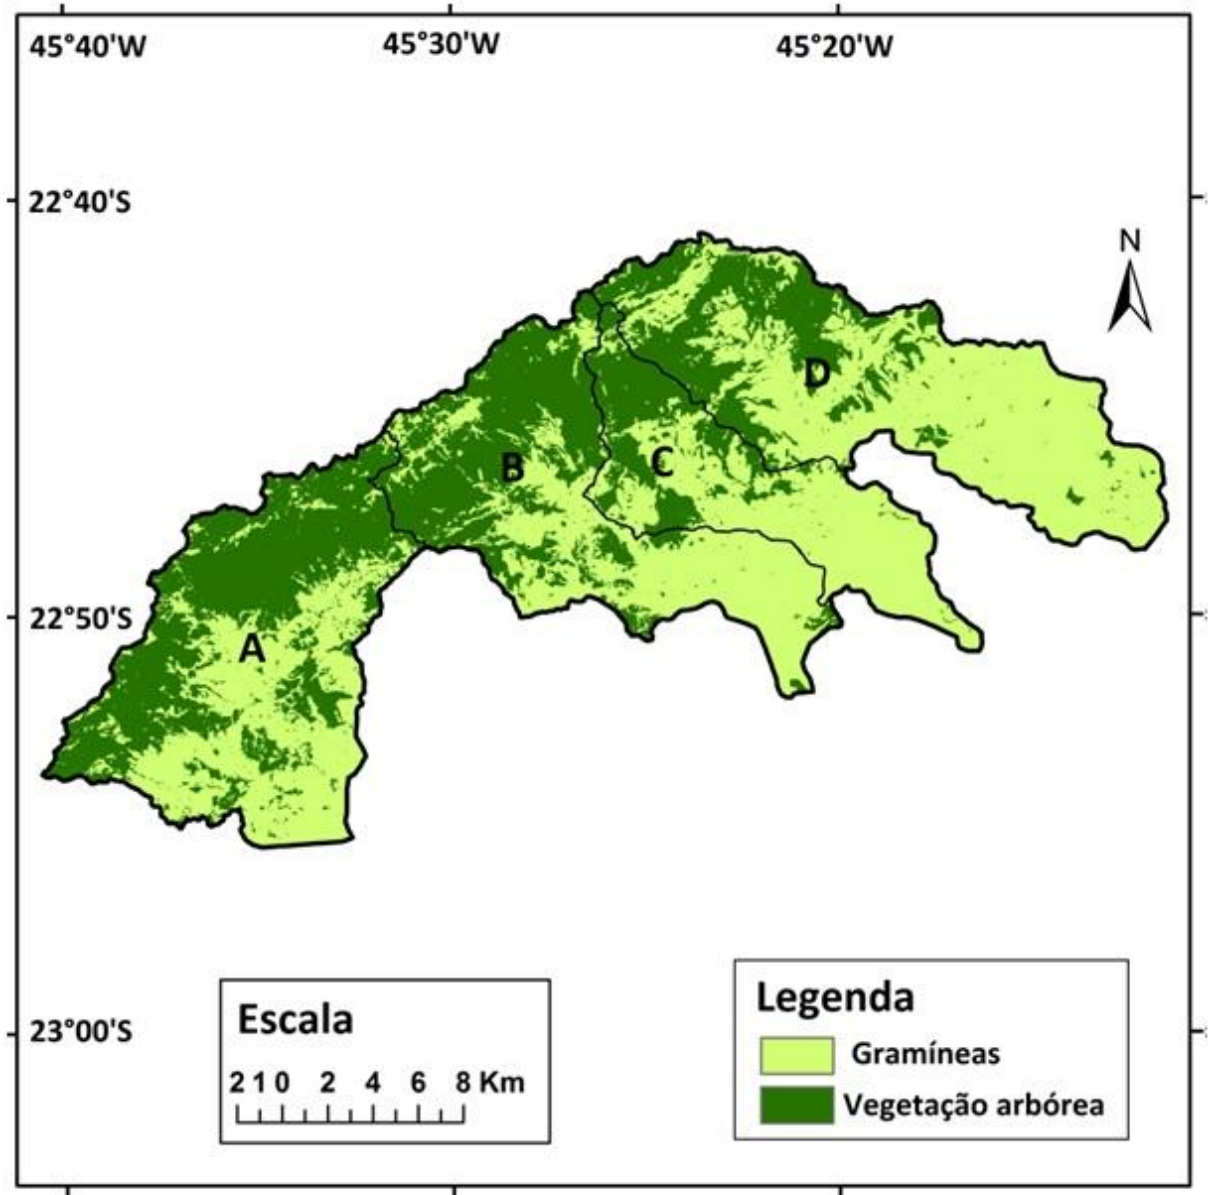 45°40'W 45°30'W 45°20'W
22°40'S
N
D
B
C
22°50'S
A
23°00'S
Escala
2 1 0 2 4 6 8 Km
Legenda
Gramíneas
Vegetação arbórea